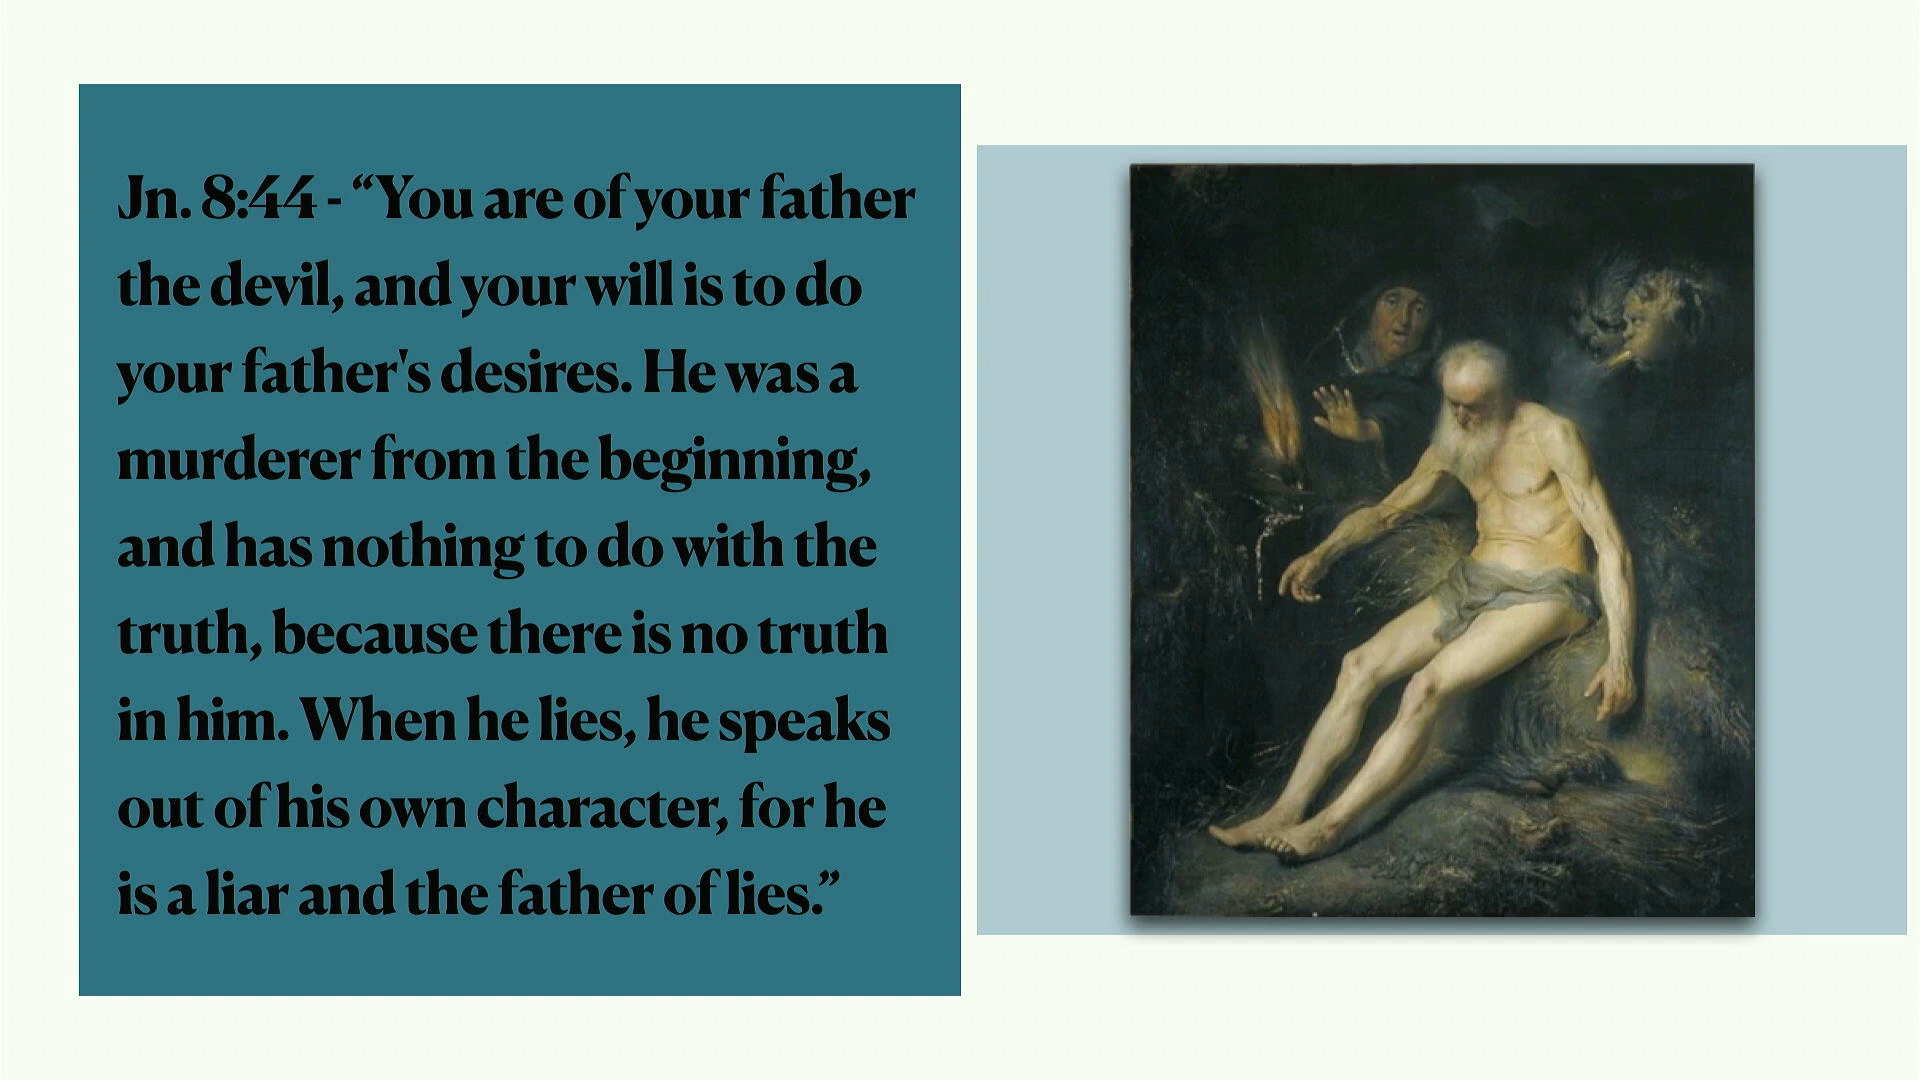 Jn. 8:44 - “You are of your father
the devil, and your will is to do
your father's desires. He was a
murderer from the beginning,
and has nothing to do with the
truth, because there is no truth
in him. When he lies, he speaks
out of his own character, for he
is a liar and the father of lies.”